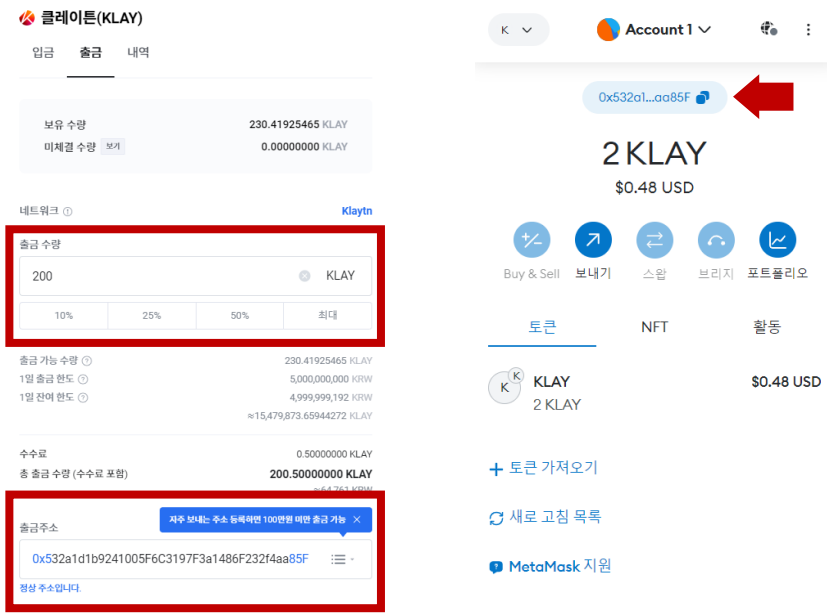 클레이튼(KLAY)
입금 출금 내역
보유 수량 230.41925465 KLAY
미체결 수량 보기 0.00000000 KLAY
네트워크 Klaytn
출금 수량
200 KLAY
10% 25% 50% 최대
출금 가능 수량 230.41925465 KLAY
1일 출금 한도 5,000,000,000 KRW
1일 잔여 한도 4,999,999,192 KRW
≈15,479,873.65944272 KLAY
수수료 0.50000000 KLAY
총 출금 수량 (수수료 포함) 200.50000000 KLAY
≈64,761 KRW
자주 보내는 주소 등록하면 100만원 미만 출금 가능
출금주소
0x532a1d1b9241005F6C3197F3a1486F232f4aa85F
정상 주소입니다.
K
Account 1
0x532a1...aa85F
2 KLAY
$0.48 USD
Buy & Sell 보내기 스왑 브리지 포트폴리오
토큰 NFT 활동
K
K
KLAY $0.48 USD
2 KLAY
토큰 가져오기
새로 고침 목록
MetaMask 지원